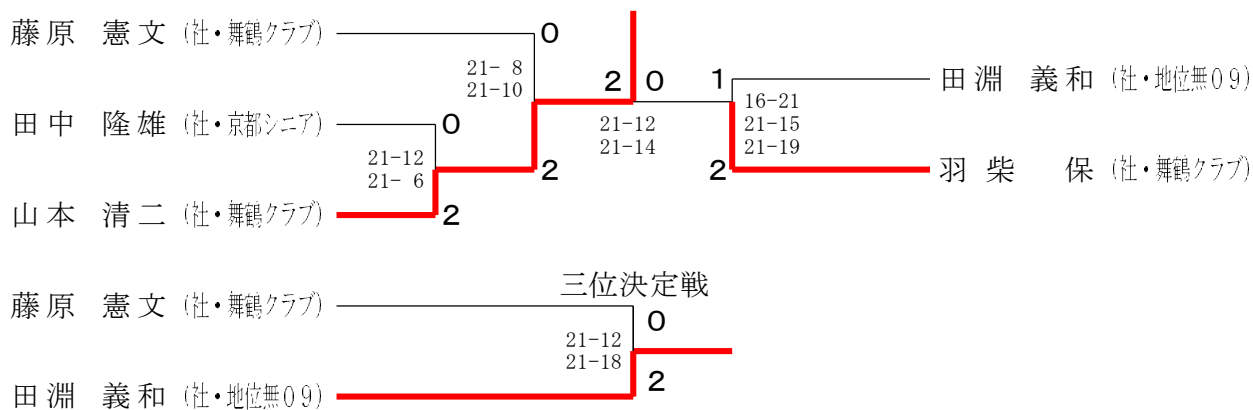 藤原 憲文 (社・舞鶴クラブ)
0
21- 8
21-10
田中 隆雄 (社・京都シニア)
0
21-12
21- 6
2
山本 清二 (社・舞鶴クラブ)
2
2 0
21-12
21-14
1
田淵 義和 (社・地位無09)
16-21
21-15
21-19
2
羽柴 保 (社・舞鶴クラブ)
三位決定戦
藤原 憲文 (社・舞鶴クラブ)
0
21-12
21-18
2
田淵 義和 (社・地位無09)